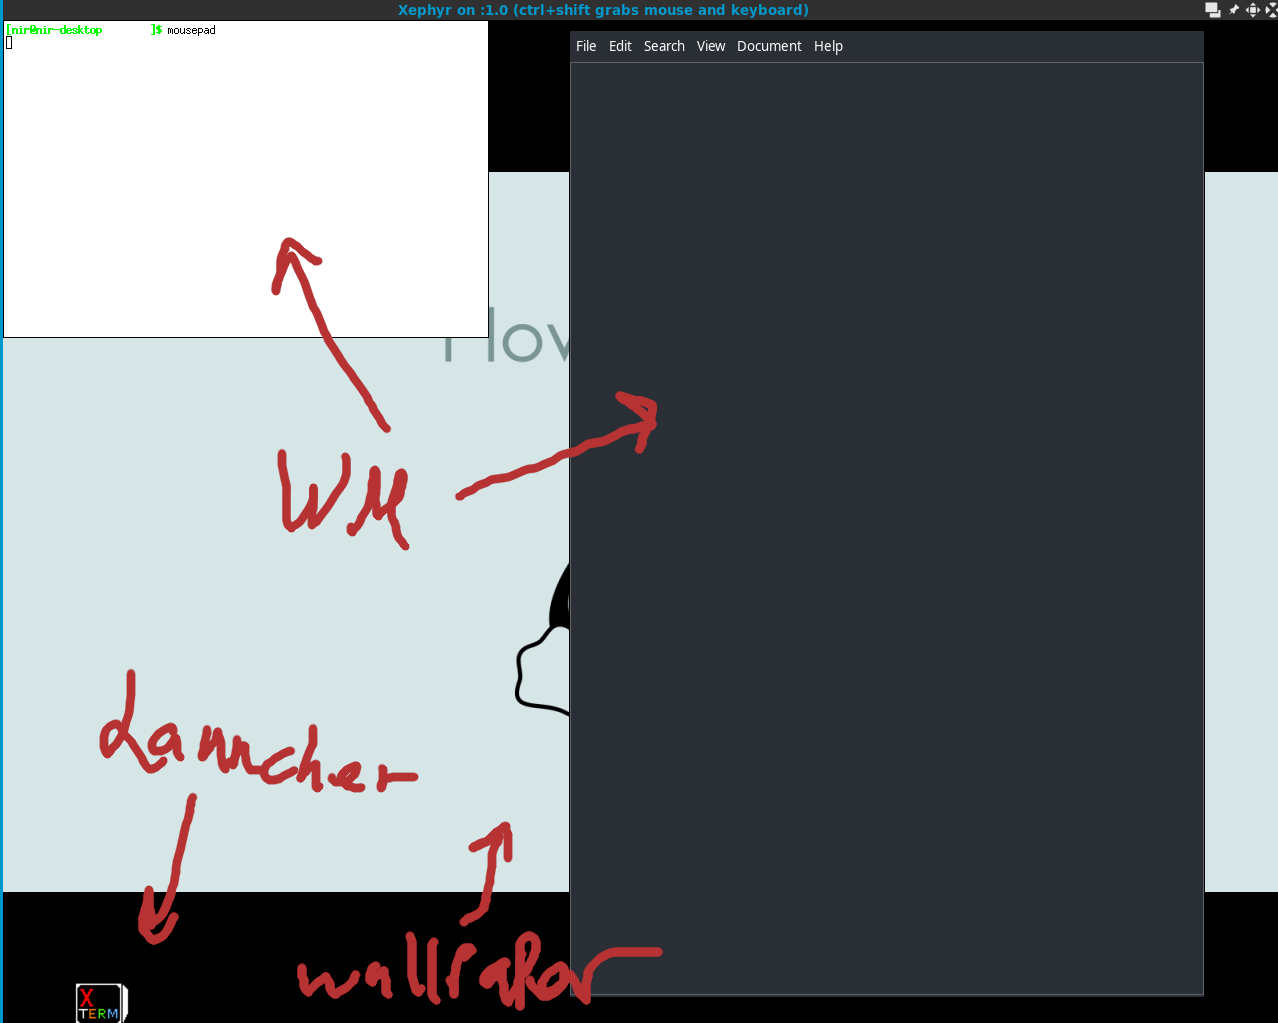 Xephyr on :1.0 (ctrl+shift grabs mouse and keyboard)
[nir@nir-desktop ]$ mousepad
File Edit Search View Document Help
How
WM
Launcher
wallpaper
X
TERM